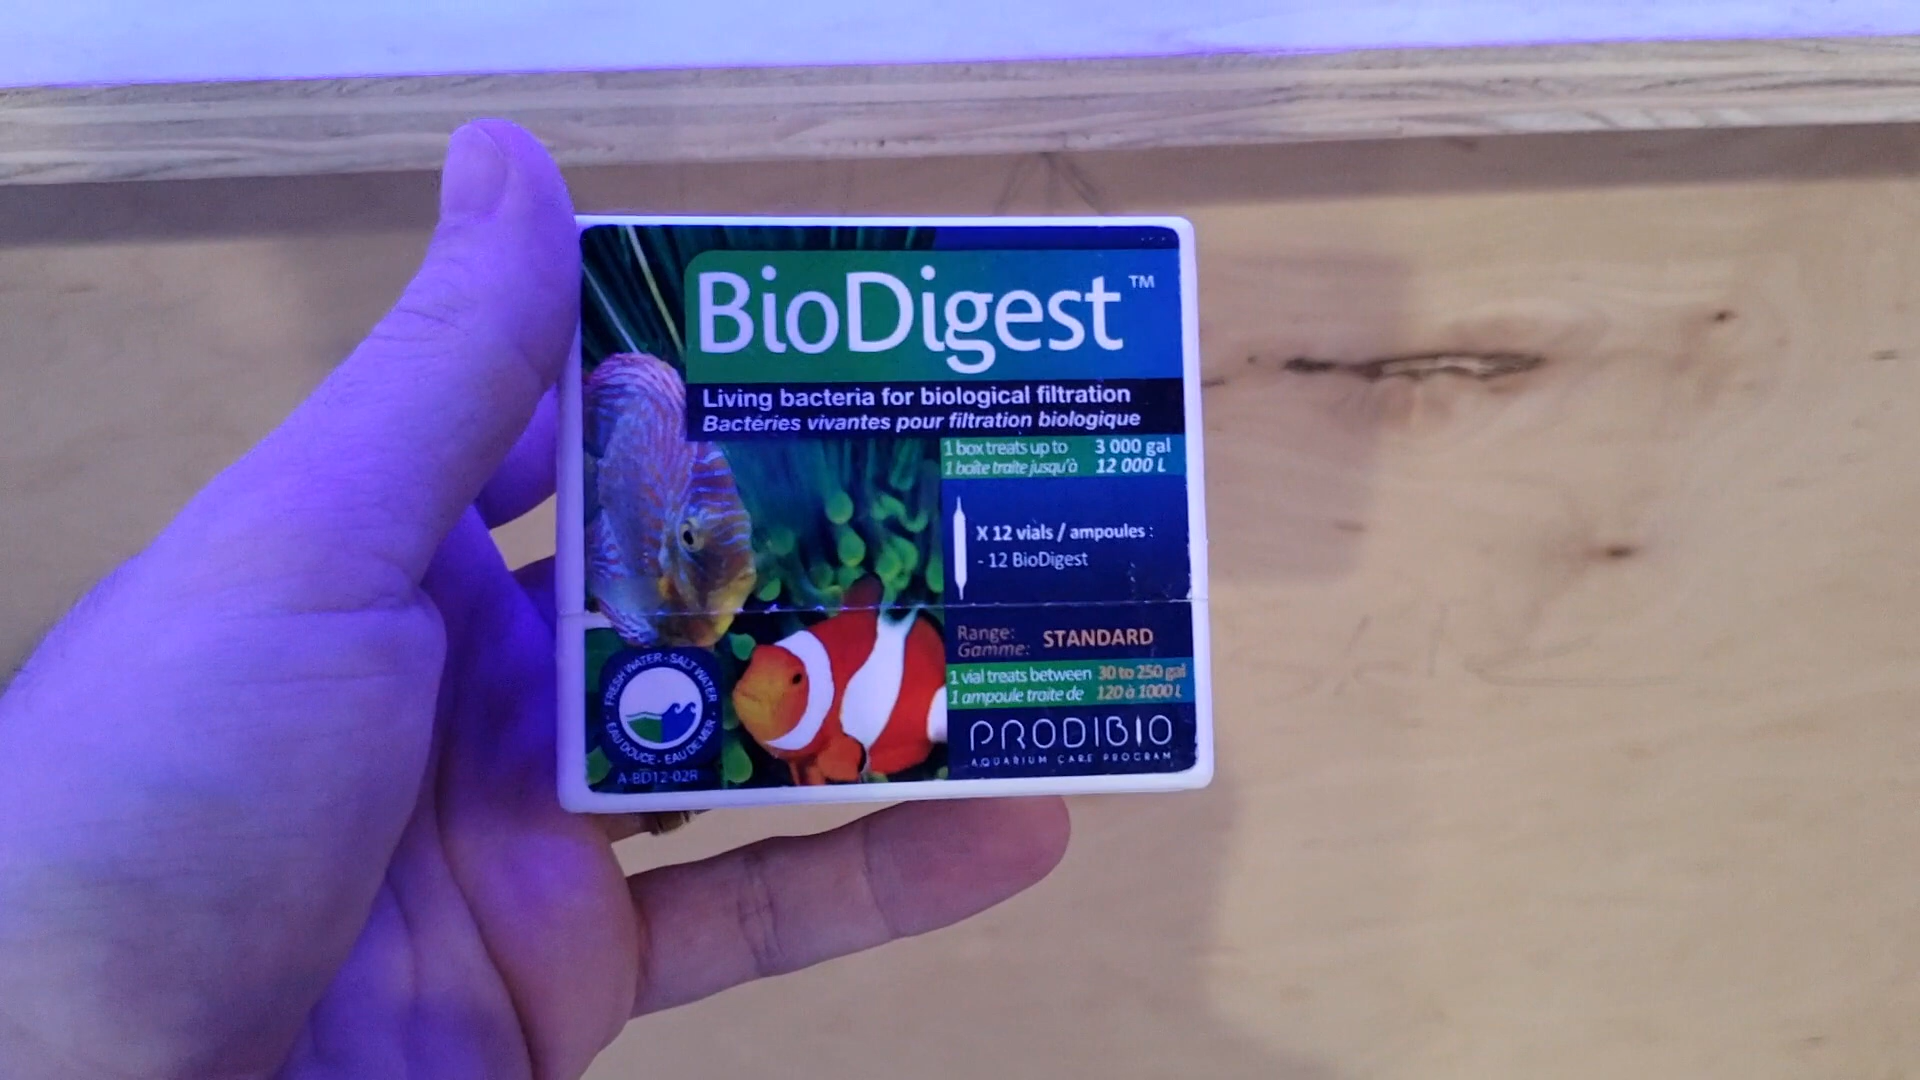 BioDigest™
Living bacteria for biological filtration
Bactéries vivantes pour filtration biologique
1 box treats up to 3 000 gal
1 boîte traite jusqu'à 12 000 L
X 12 vials / ampoules :
- 12 BioDigest
Range:
Gamme: STANDARD
1 vial treats between 30 to 250 gal
1 ampoule traite de 120 à 1000 L
PRODIBIO
AQUARIUM CARE PROGRAM
FRESH WATER - SALT WATER -
EAU DOUCE - EAU DE MER -
A-BD12-02R